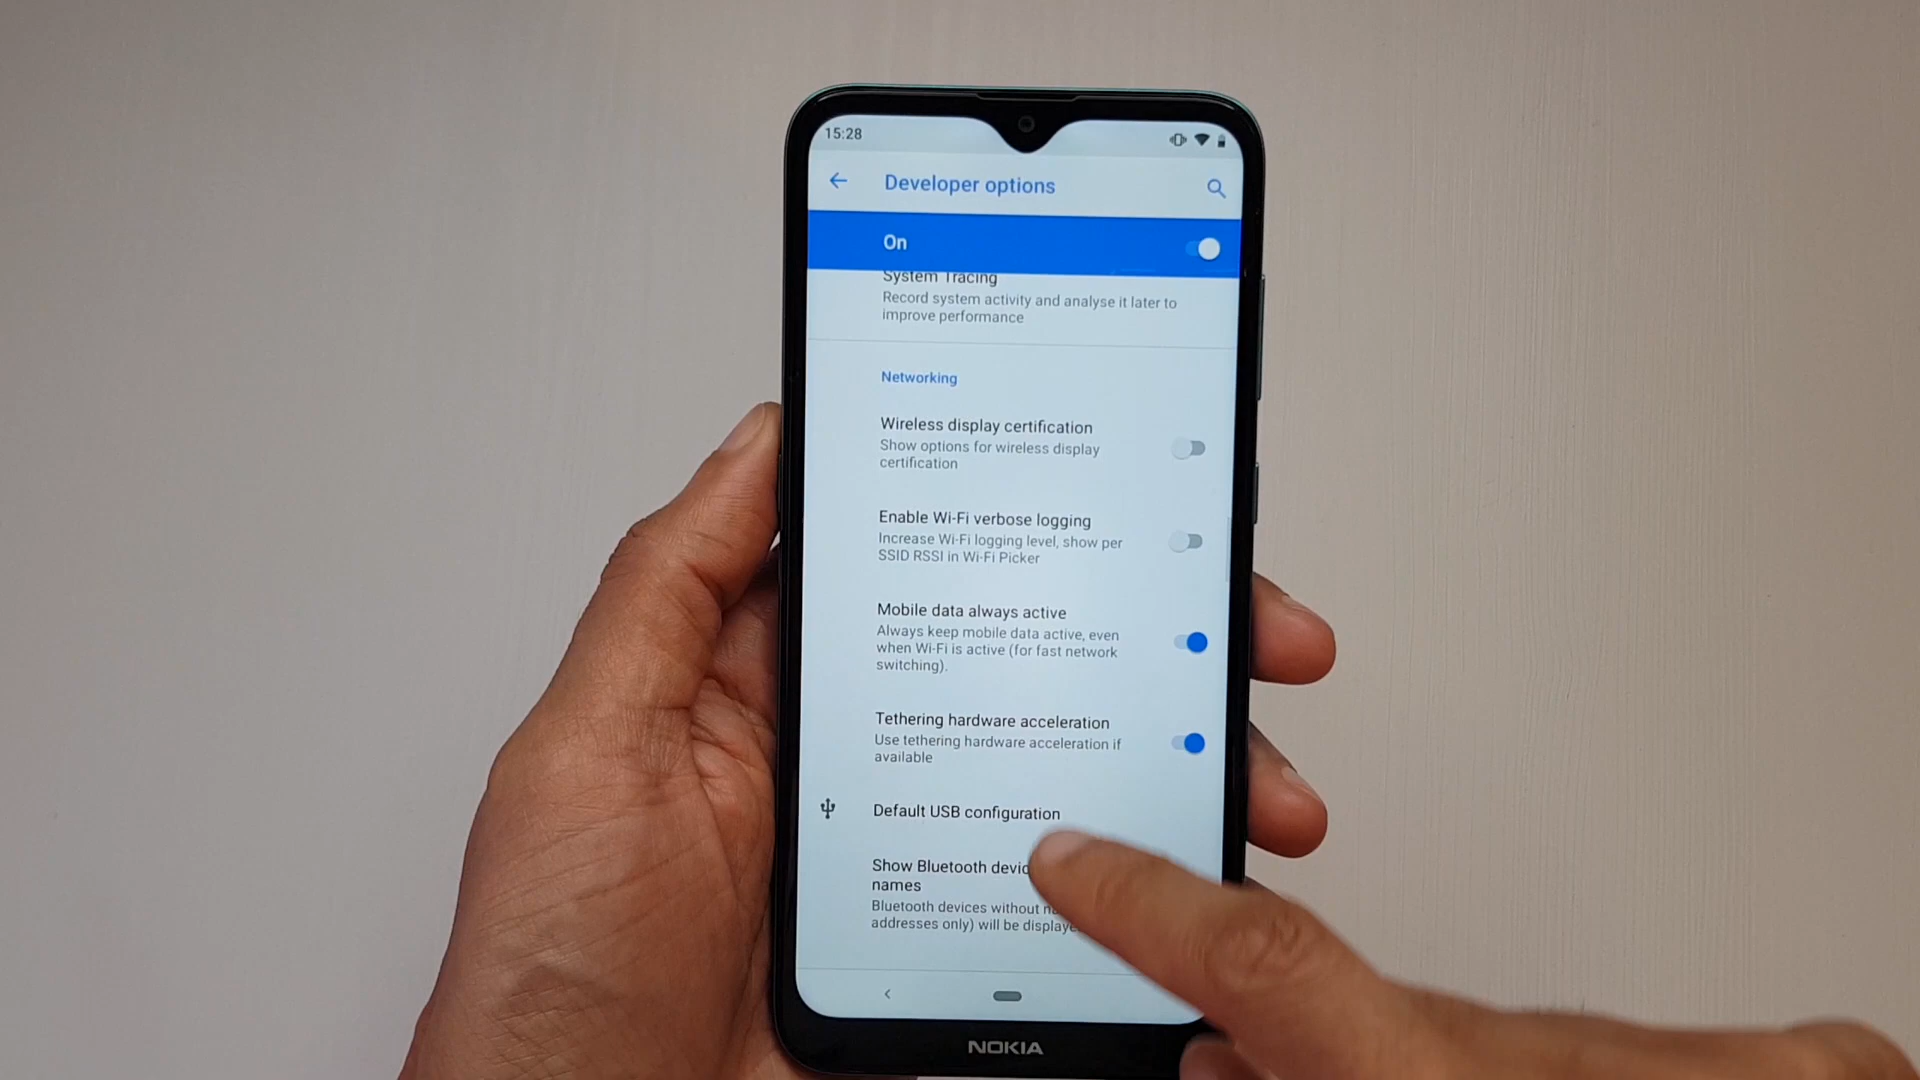 15:28
Developer options
On
System Tracing
Record system activity and analyse it later to
improve performance
Networking
Wireless display certification
Show options for wireless display
certification
Enable Wi-Fi verbose logging
Increase Wi-Fi logging level, show per
SSID RSSI in Wi-Fi Picker
Mobile data always active
Always keep mobile data active, even
when Wi-Fi is active (for fast network
switching).
Tethering hardware acceleration
Use tethering hardware acceleration if
available
Default USB configuration
Show Bluetooth
names
Bluetooth devices without
addresses only) will be
NOKIA